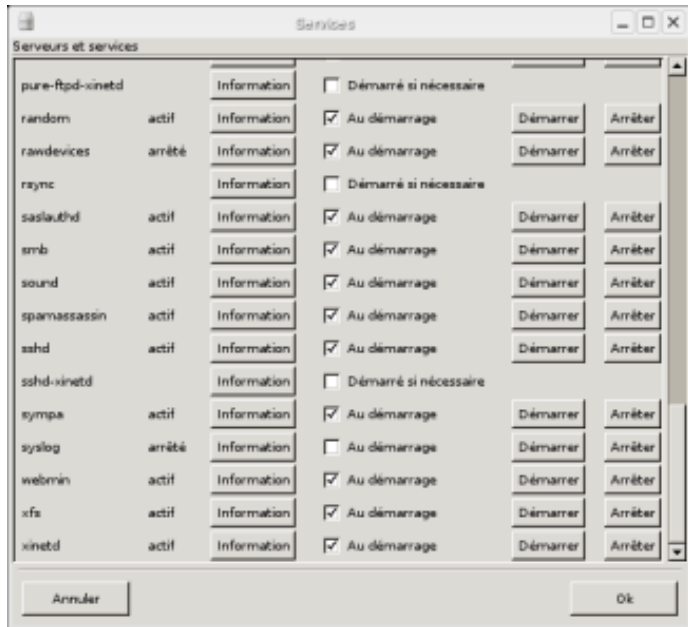 Services
Serveurs et services
pure-ftpd-xinetd Information Démarré si nécessaire
random actif Information Au démarrage Démarrer Arrêter
rawdevices arrêté Information Au démarrage Démarrer Arrêter
rsync Information Démarré si nécessaire
saslauthd actif Information Au démarrage Démarrer Arrêter
smb actif Information Au démarrage Démarrer Arrêter
sound actif Information Au démarrage Démarrer Arrêter
spamassassin actif Information Au démarrage Démarrer Arrêter
sshd actif Information Au démarrage Démarrer Arrêter
sshd-xinetd Information Démarré si nécessaire
sympa actif Information Au démarrage Démarrer Arrêter
syslog arrêté Information Au démarrage Démarrer Arrêter
webmin actif Information Au démarrage Démarrer Arrêter
xfs actif Information Au démarrage Démarrer Arrêter
xinetd actif Information Au démarrage Démarrer Arrêter
Annuler Ok